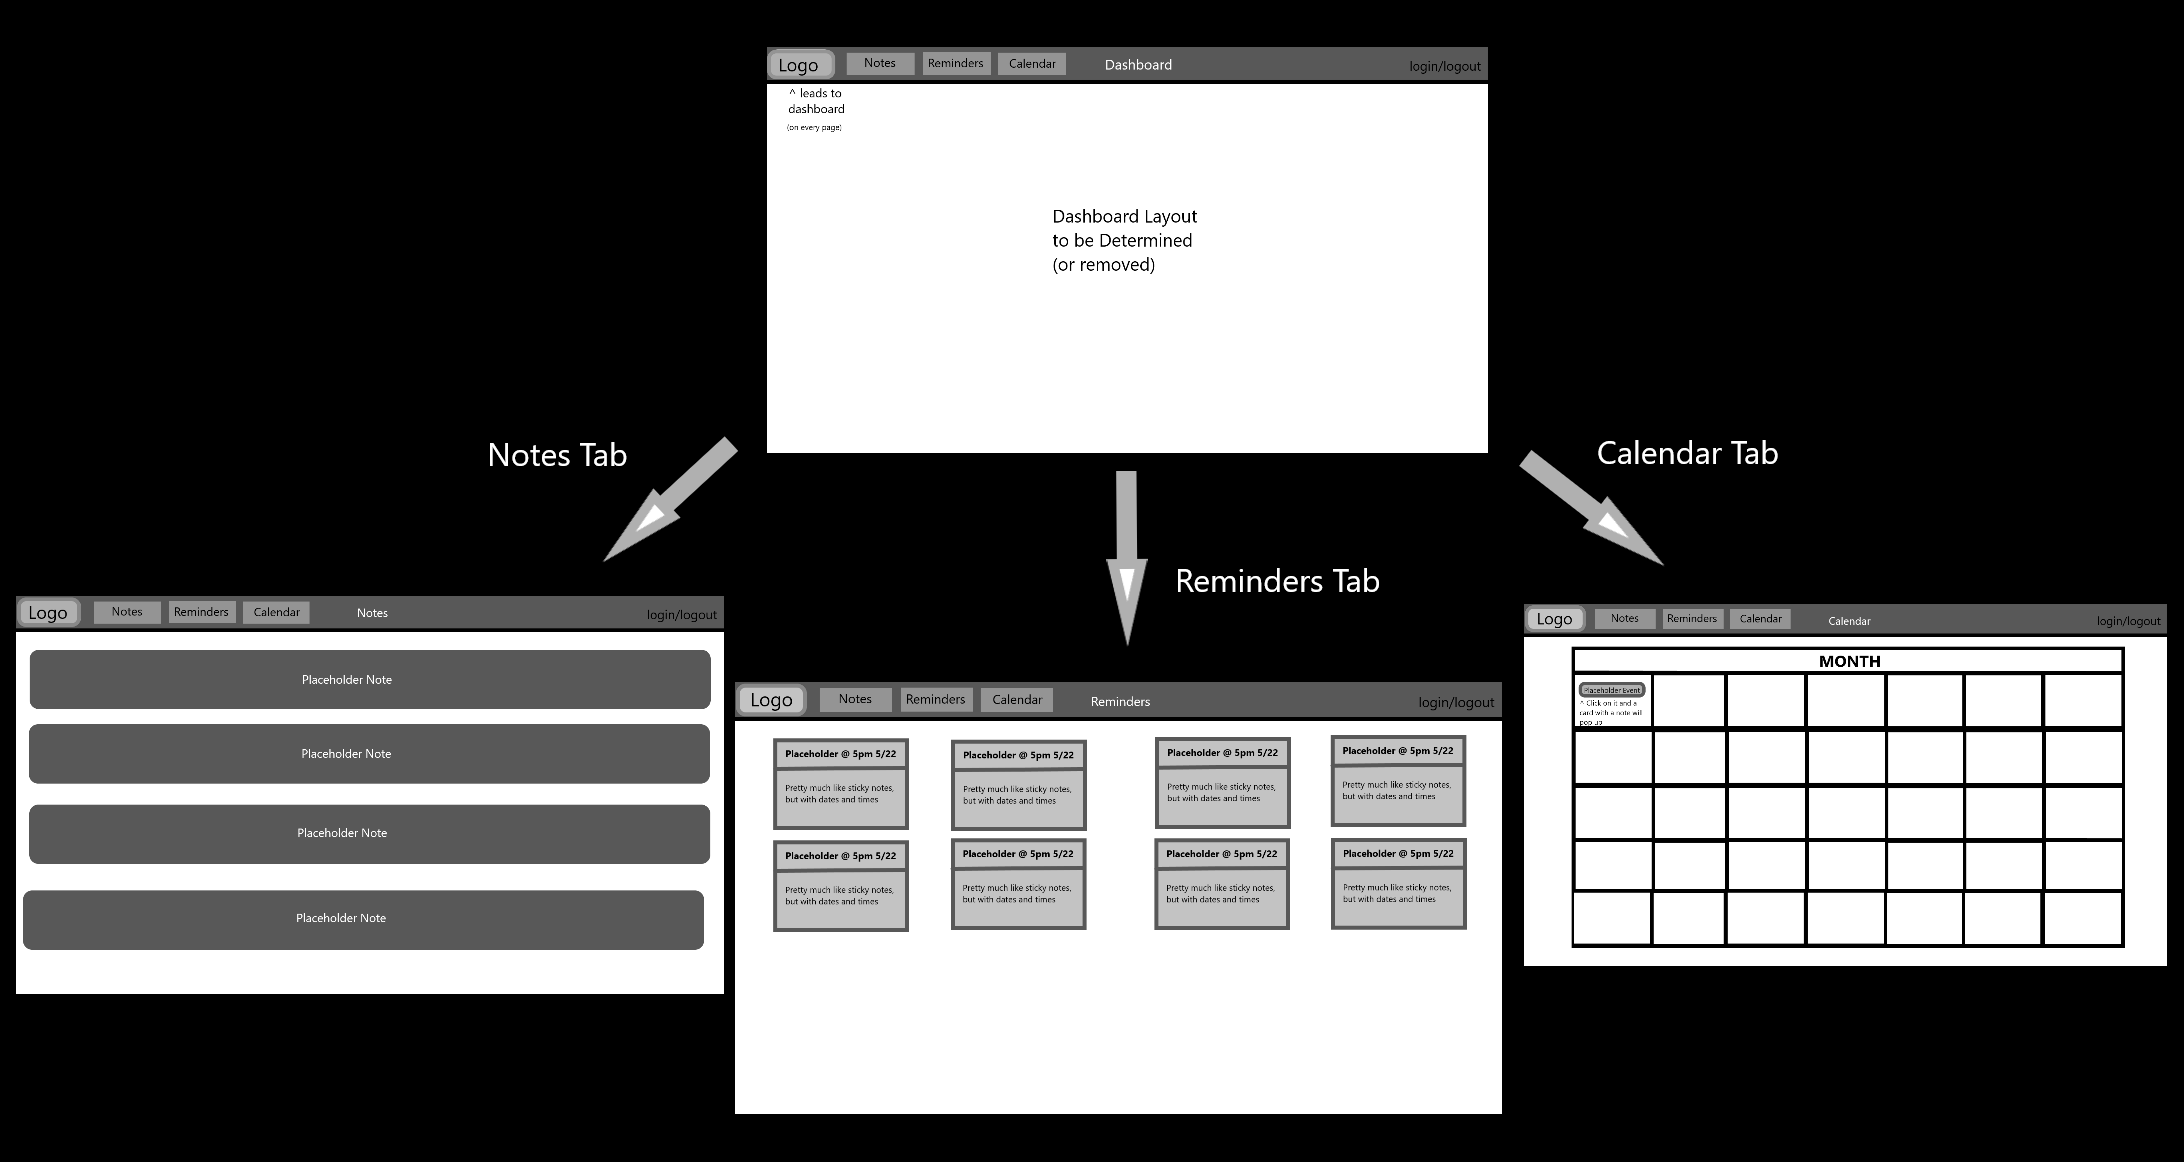 Logo
Notes
Reminders
Calendar
Dashboard
login/logout
^ leads to
dashboard
(on every page)
Dashboard Layout
to be Determined
(or removed)
Notes Tab
Reminders Tab
Calendar Tab
Logo
Notes
Reminders
Calendar
Notes
login/logout
Placeholder Note
Placeholder Note
Placeholder Note
Placeholder Note
Logo
Notes
Reminders
Calendar
Reminders
login/logout
Placeholder @ 5pm 5/22
Pretty much like sticky notes,
but with dates and times
Placeholder @ 5pm 5/22
Pretty much like sticky notes,
but with dates and times
Placeholder @ 5pm 5/22
Pretty much like sticky notes,
but with dates and times
Placeholder @ 5pm 5/22
Pretty much like sticky notes,
but with dates and times
Placeholder @ 5pm 5/22
Pretty much like sticky notes,
but with dates and times
Placeholder @ 5pm 5/22
Pretty much like sticky notes,
but with dates and times
Placeholder @ 5pm 5/22
Pretty much like sticky notes,
but with dates and times
Placeholder @ 5pm 5/22
Pretty much like sticky notes,
but with dates and times
Logo
Notes
Reminders
Calendar
Calendar
login/logout
MONTH
Placeholder Event
^ Click on it and a
card with a note will
pop up